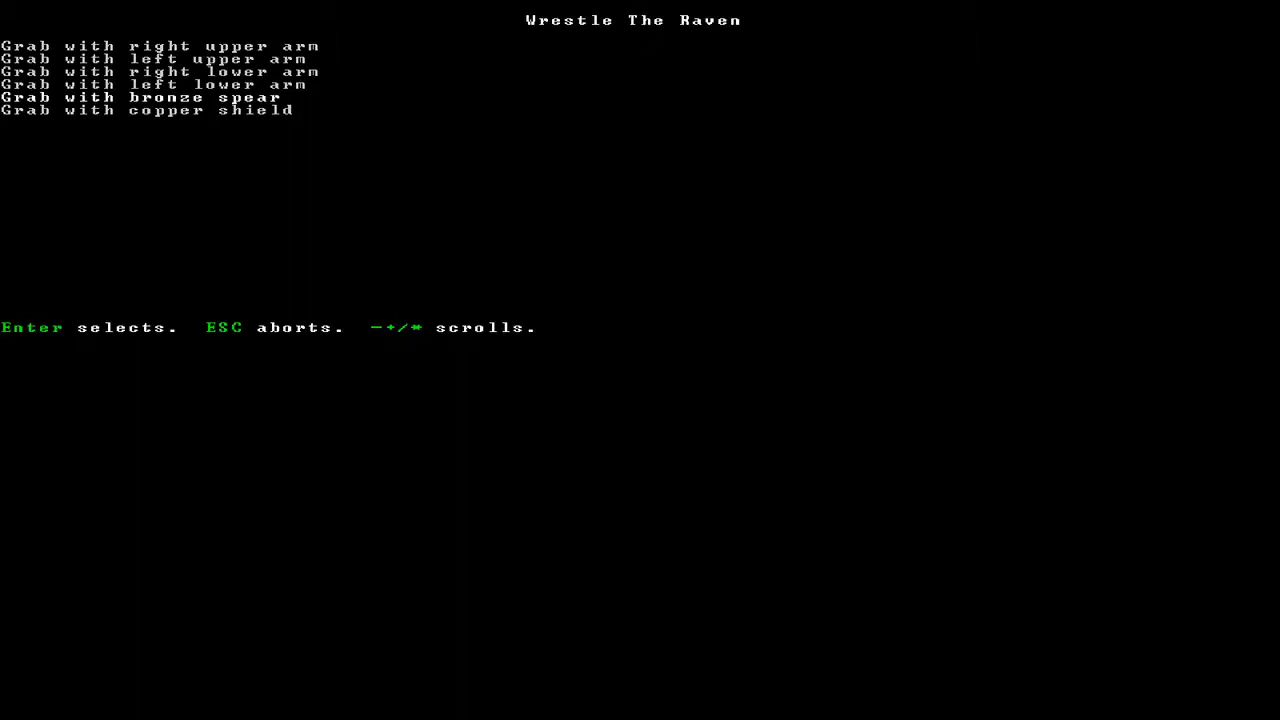 Wrestle The Raven
Grab with right upper arm
Grab with left upper arm
Grab with right lower arm
Grab with left lower arm
Grab with bronze spear
Grab with copper shield
Enter selects. ESC aborts. -+/* scrolls.